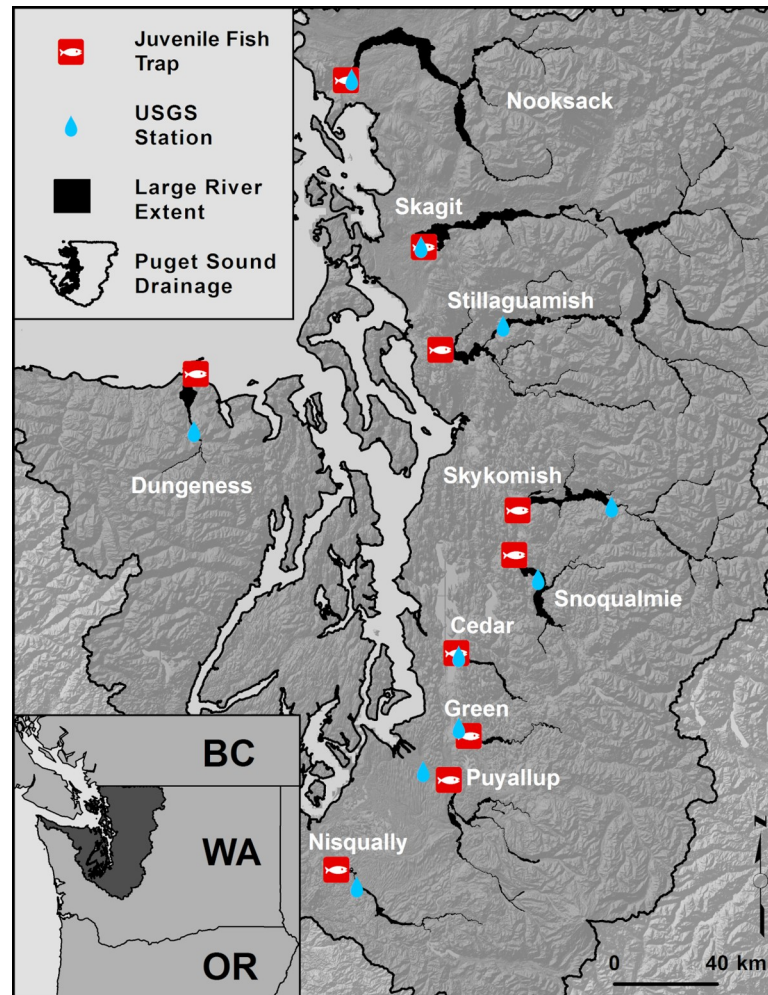 Juvenile Fish
Trap
USGS
Station
Large River
Extent
Puget Sound
Drainage
Nooksack
Skagit
Stillaguamish
Dungeness
Skykomish
Snoqualmie
Cedar
Green
Puyallup
Nisqually
BC
WA
OR
N
0 40 km